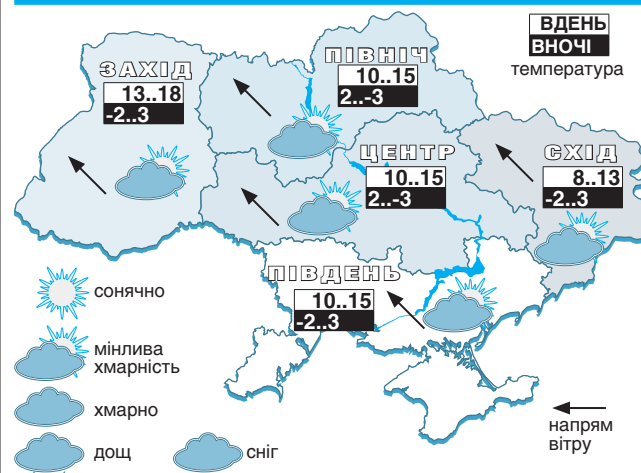 ВДЕНЬ
ВНОЧІ
температура
ЗАХІД
13..18
-2..3
ПІВНІЧ
10..15
2..-3
ЦЕНТР
10..15
2..-3
СХІД
8..13
-2..3
ПІВДЕНЬ
10..15
-2..3
сонячно
мінлива
хмарність
хмарно
дощ
сніг
напрям
вітру